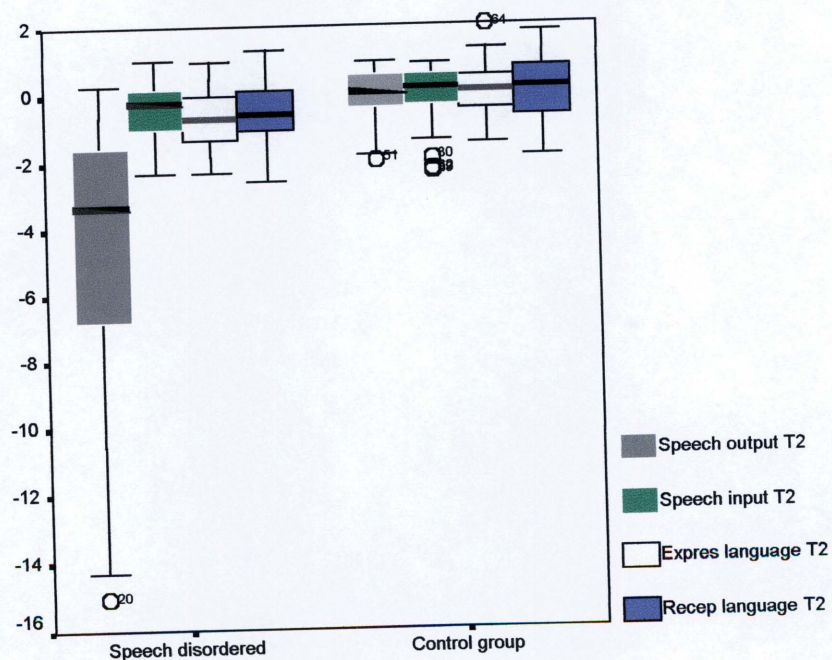 2
0
-2
-4
-6
-8
-10
-12
-14
-16
64
51
80
20
Speech disordered
Control group
Speech output T2
Speech input T2
Expres language T2
Recep language T2